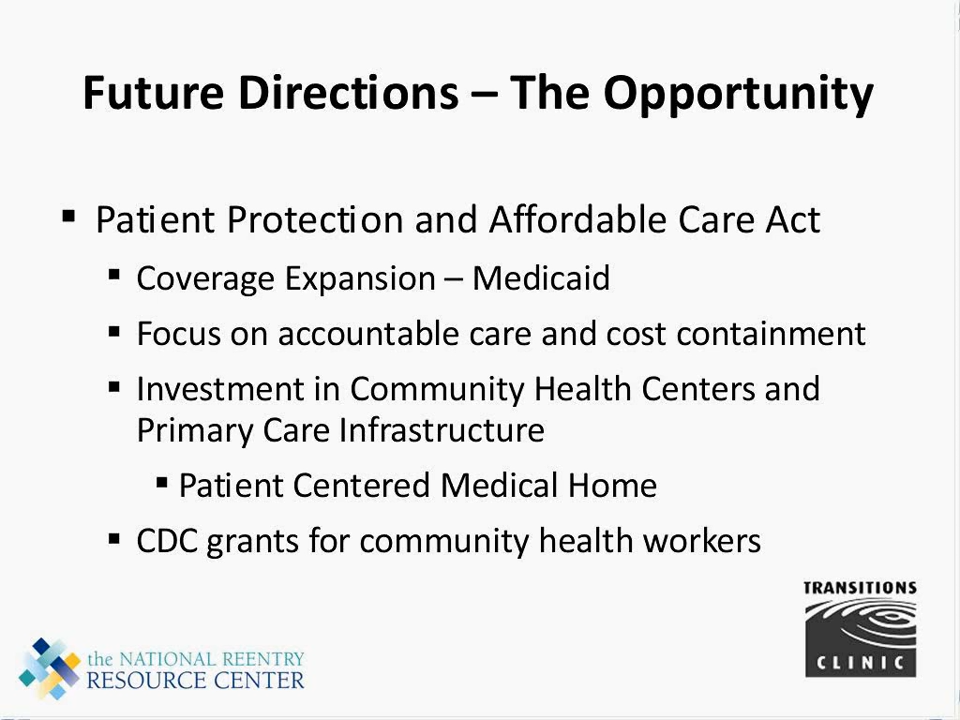 Future Directions – The Opportunity
▪ Patient Protection and Affordable Care Act
▪ Coverage Expansion – Medicaid
▪ Focus on accountable care and cost containment
▪ Investment in Community Health Centers and
Primary Care Infrastructure
▪ Patient Centered Medical Home
▪ CDC grants for community health workers
TRANSITIONS
CLINIC
the NATIONAL REENTRY
RESOURCE CENTER